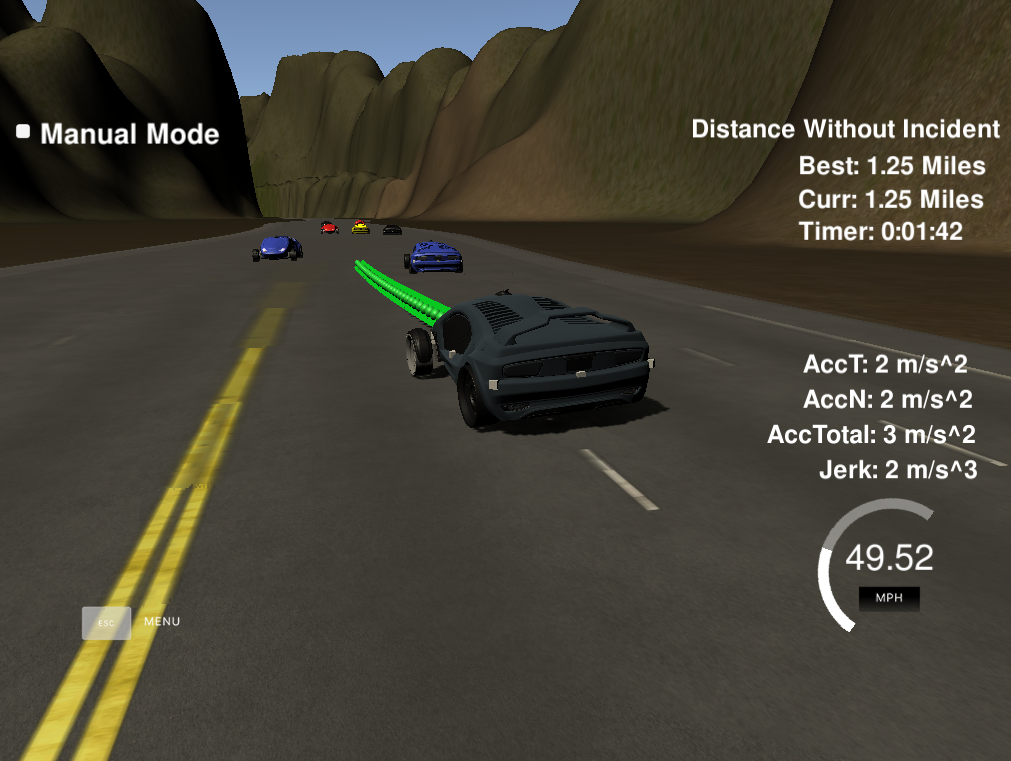 Manual Mode
Distance Without Incident
Best: 1.25 Miles
Curr: 1.25 Miles
Timer: 0:01:42
AccT: 2 m/s^2
AccN: 2 m/s^2
AccTotal: 3 m/s^2
Jerk: 2 m/s^3
49.52
MPH
ESC MENU